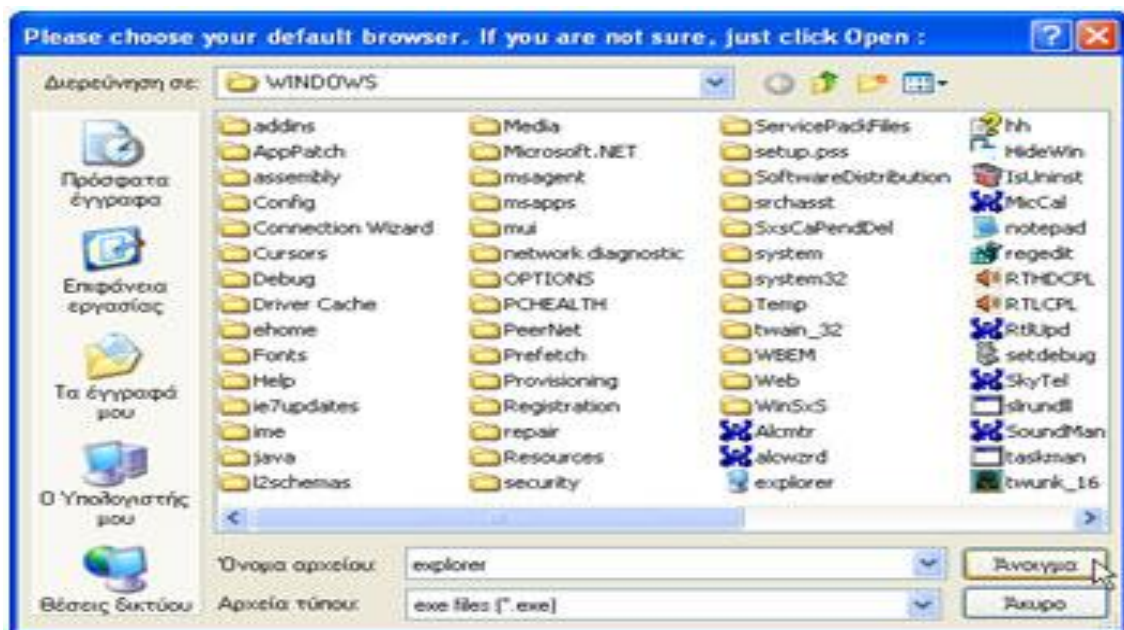 Please choose your default browser. If you are not sure, just click Open :
Διερεύνηση σε: WINDOWS
Πρόσφατα
έγγραφα
Επιφάνεια
εργασίας
Τα έγγραφά
μου
Ο Υπολογιστής
μου
Θέσεις δικτύου
addins
AppPatch
assembly
Config
Connection Wizard
Cursors
Debug
Driver Cache
ehome
Fonts
Help
ie7updates
ime
java
l2schemas
Media
Microsoft.NET
msagent
msapps
mui
network diagnostic
OPTIONS
PCHEALTH
PeerNet
Prefetch
Provisioning
Registration
repair
Resources
security
ServicePackFiles
setup.pss
SoftwareDistribution
srchasst
SxsCaPendDel
system
system32
Temp
twain_32
WBEM
Web
WinSxS
Alcmtr
alcwzrd
explorer
hh
HideWin
IsUninst
MicCal
notepad
regedit
RTHDCPL
RTLCPL
RtlUpd
setdebug
SkyTel
slrundll
SoundMan
taskman
twunk_16
Όνομα αρχείου: explorer Άνοιγμα
Αρχεία τύπου: exe files (*.exe) Άκυρο